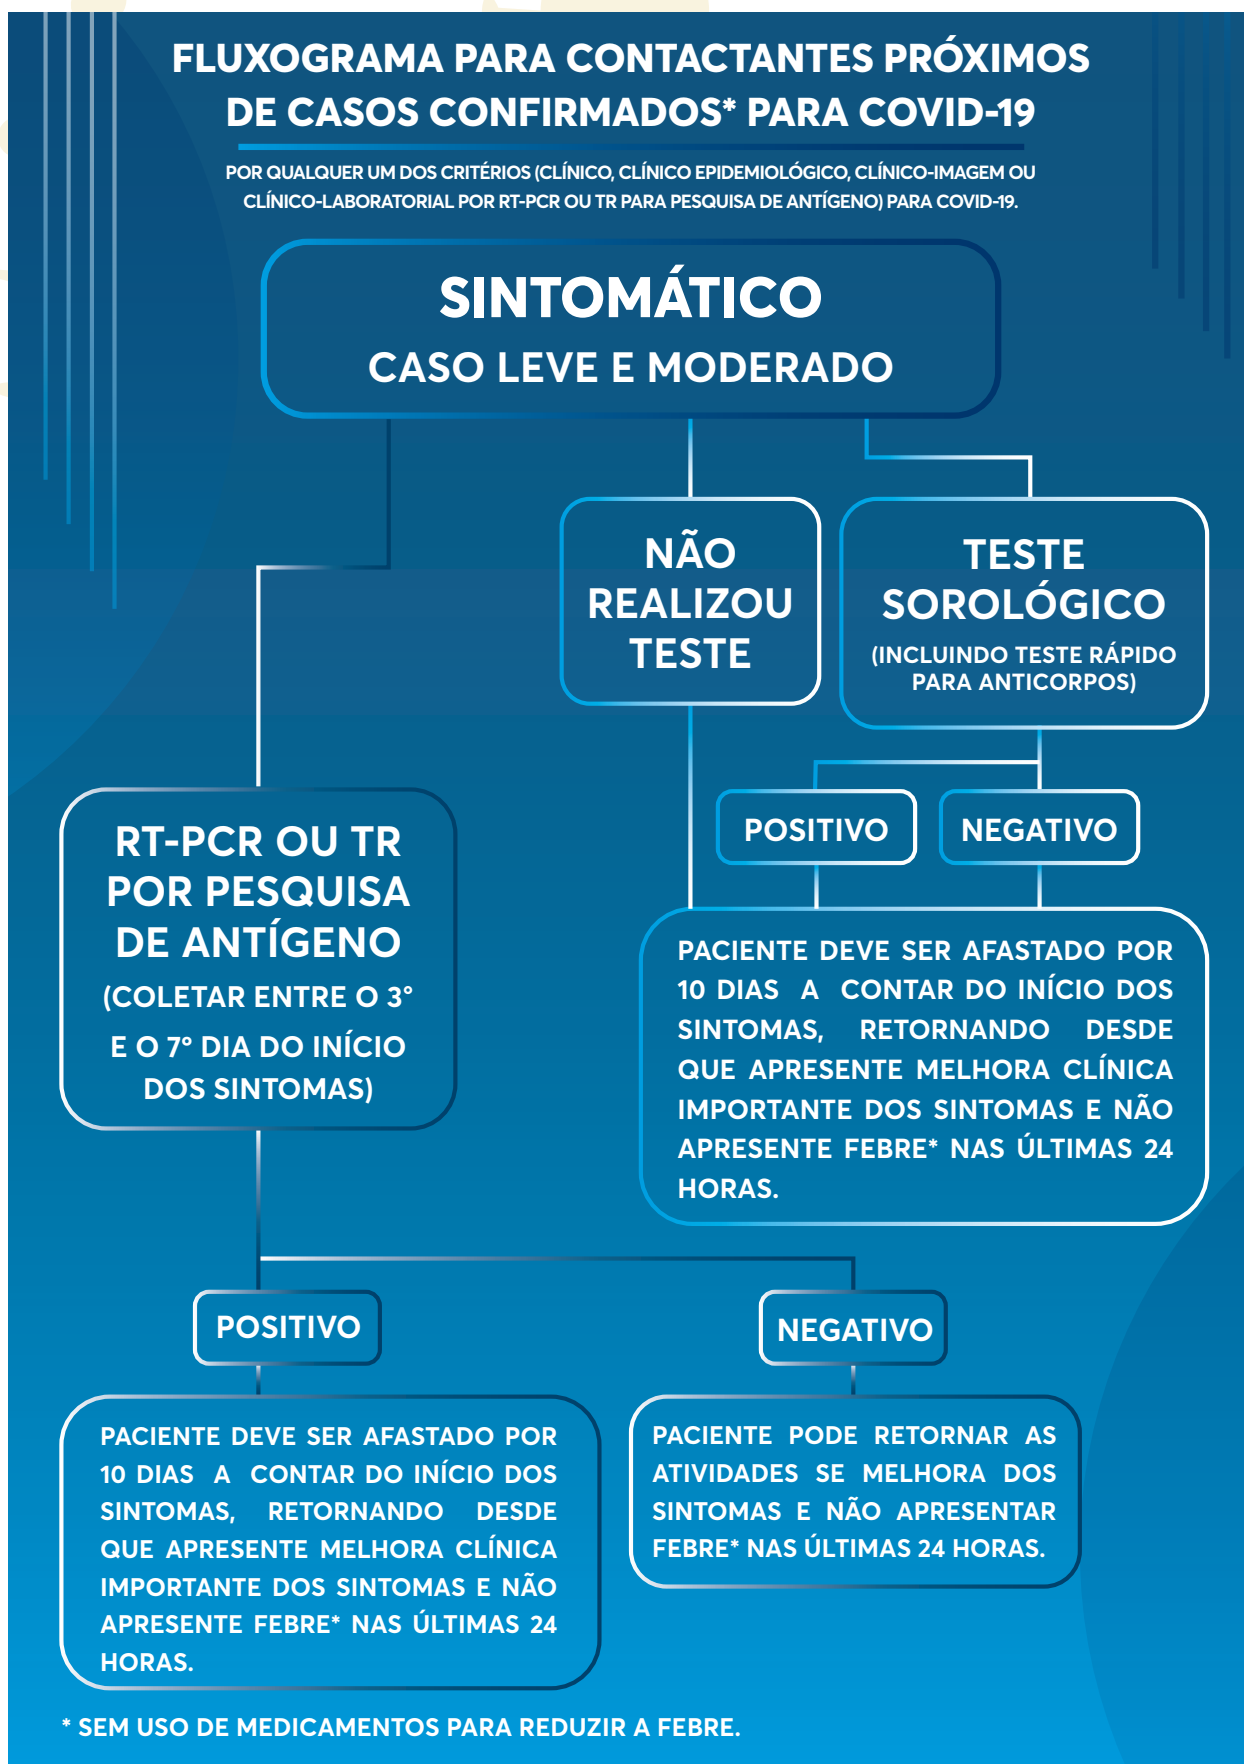 FLUXOGRAMA PARA CONTACTANTES PRÓXIMOS
DE CASOS CONFIRMADOS* PARA COVID-19
POR QUALQUER UM DOS CRITÉRIOS (CLÍNICO, CLÍNICO EPIDEMIOLÓGICO, CLÍNICO-IMAGEM OU
CLÍNICO-LABORATORIAL POR RT-PCR OU TR PARA PESQUISA DE ANTÍGENO) PARA COVID-19.
SINTOMÁTICO
CASO LEVE E MODERADO
NÃO
REALIZOU
TESTE
TESTE
SOROLÓGICO
(INCLUINDO TESTE RÁPIDO
PARA ANTICORPOS)
POSITIVO
NEGATIVO
PACIENTE DEVE SER AFASTADO POR
10 DIAS A CONTAR DO INÍCIO DOS
SINTOMAS, RETORNANDO DESDE
QUE APRESENTE MELHORA CLÍNICA
IMPORTANTE DOS SINTOMAS E NÃO
APRESENTE FEBRE* NAS ÚLTIMAS 24
HORAS.
RT-PCR OU TR
POR PESQUISA
DE ANTÍGENO
(COLETAR ENTRE O 3°
E O 7° DIA DO INÍCIO
DOS SINTOMAS)
POSITIVO
NEGATIVO
PACIENTE DEVE SER AFASTADO POR
10 DIAS A CONTAR DO INÍCIO DOS
SINTOMAS, RETORNANDO DESDE
QUE APRESENTE MELHORA CLÍNICA
IMPORTANTE DOS SINTOMAS E NÃO
APRESENTE FEBRE* NAS ÚLTIMAS 24
HORAS.
PACIENTE PODE RETORNAR AS
ATIVIDADES SE MELHORA DOS
SINTOMAS E NÃO APRESENTAR
FEBRE* NAS ÚLTIMAS 24 HORAS.
* SEM USO DE MEDICAMENTOS PARA REDUZIR A FEBRE.